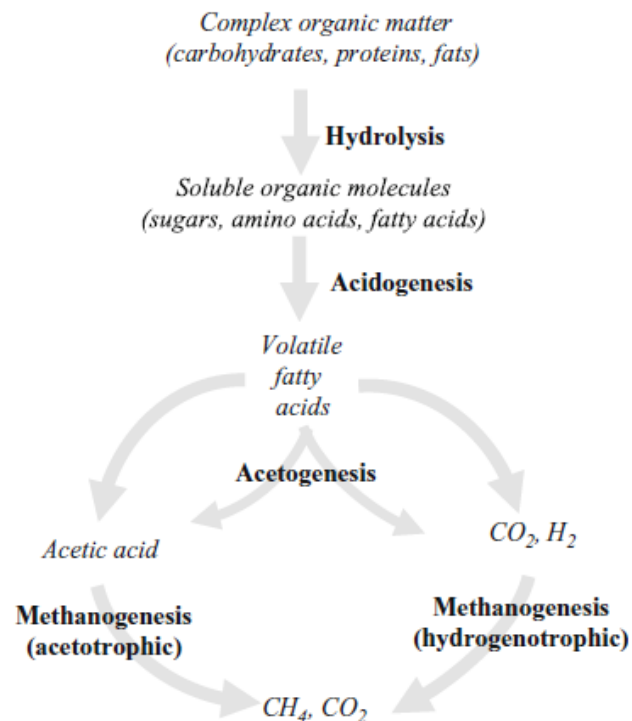 Complex organic matter
(carbohydrates, proteins, fats)
Hydrolysis
Soluble organic molecules
(sugars, amino acids, fatty acids)
Acidogenesis
Volatile
fatty
acids
Acetogenesis
Acetic acid
CO₂, H₂
Methanogenesis
(acetotrophic)
Methanogenesis
(hydrogenotrophic)
CH₄, CO₂